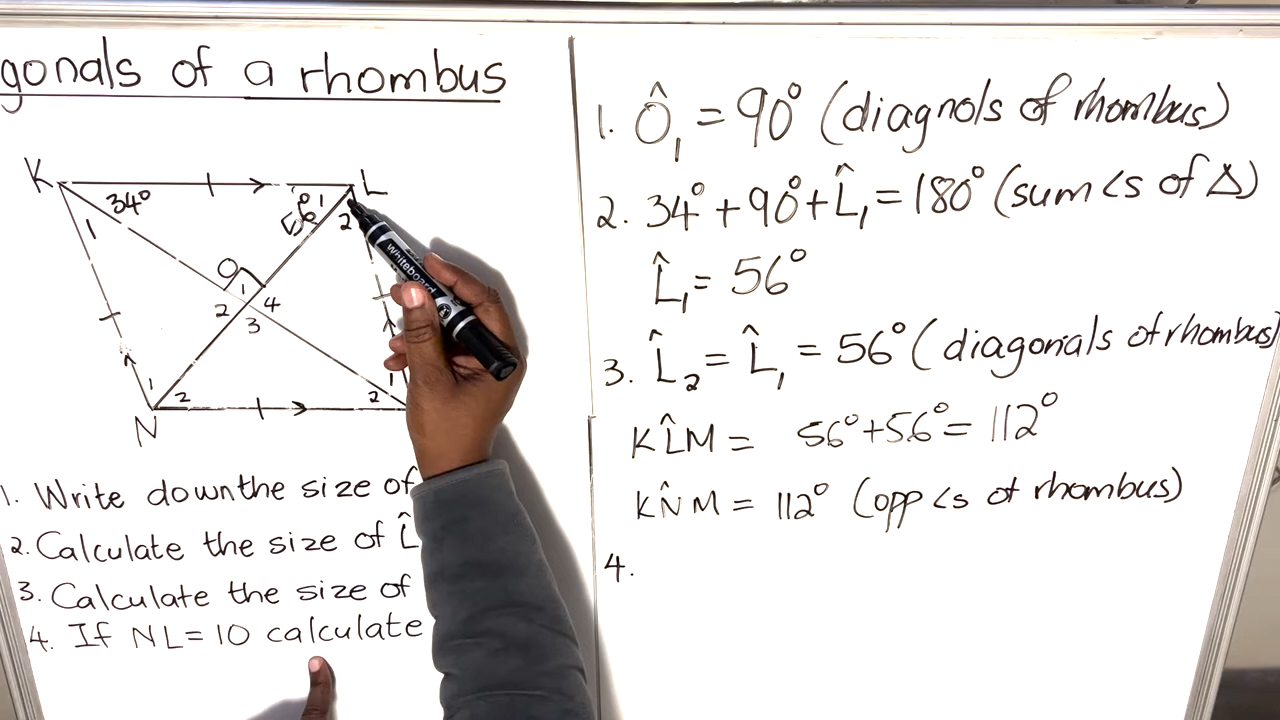 gonals of a rhombus
K
34°
L
1
56°
1
2
O
1
2
4
3
1
2
2
1
N
Whiteboard
1. Write down the size of
2. Calculate the size of L̂
3. Calculate the size of
4. If NL=10 calculate
1. Ô₁ = 90° (diagnols of rhombus)
2. 34° + 90° + L̂₁ = 180° (sum <s of Δ)
L̂₁ = 56°
3. L̂₂ = L̂₁ = 56° (diagonals of rhombus)
KL̂M = 56°+56° = 112°
KN̂M = 112° (opp <s of rhombus)
4.